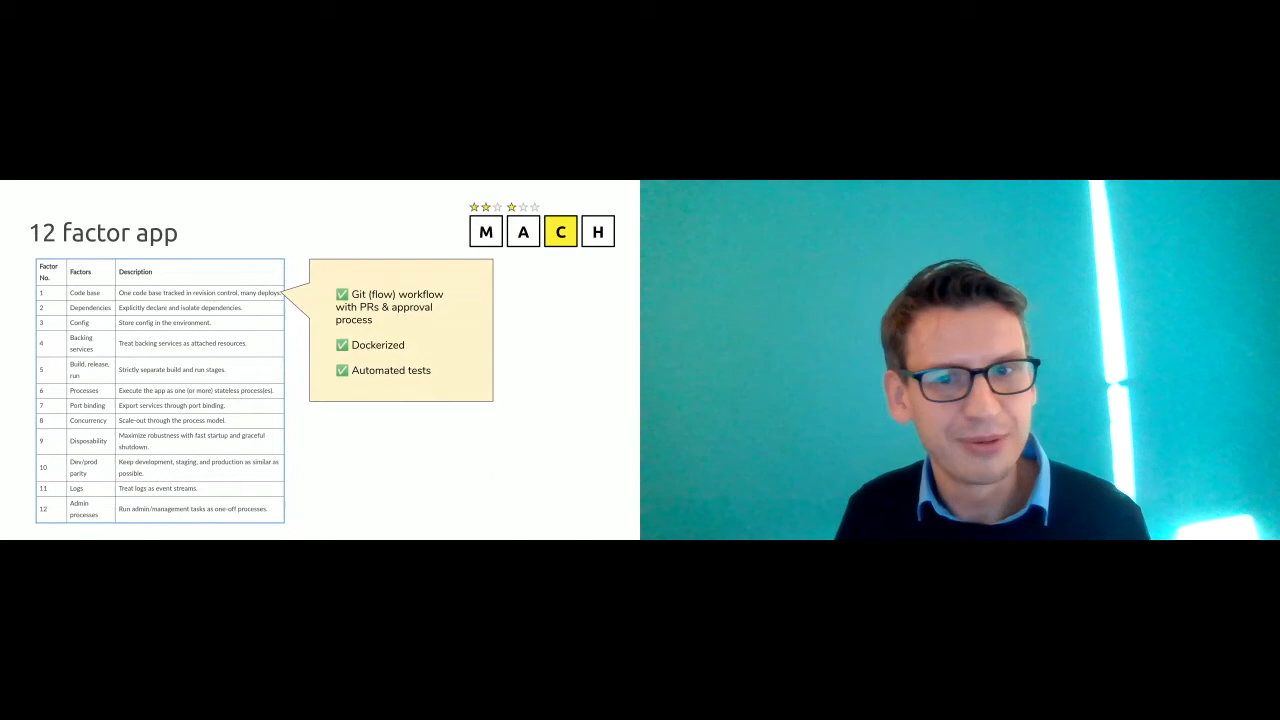 12 factor app
M A C H
Factor No. Factors Description
1 Code base One code base tracked in revision control, many deploys.
2 Dependencies Explicitly declare and isolate dependencies.
3 Config Store config in the environment.
4 Backing services Treat backing services as attached resources.
5 Build, release, run Strictly separate build and run stages.
6 Processes Execute the app as one (or more) stateless process(es).
7 Port binding Export services through port binding.
8 Concurrency Scale-out through the process model.
9 Disposability Maximize robustness with fast startup and graceful shutdown.
10 Dev/prod parity Keep development, staging, and production as similar as possible.
11 Logs Treat logs as event streams.
12 Admin processes Run admin/management tasks as one-off processes.
✅ Git (flow) workflow
with PRs & approval
process
✅ Dockerized
✅ Automated tests